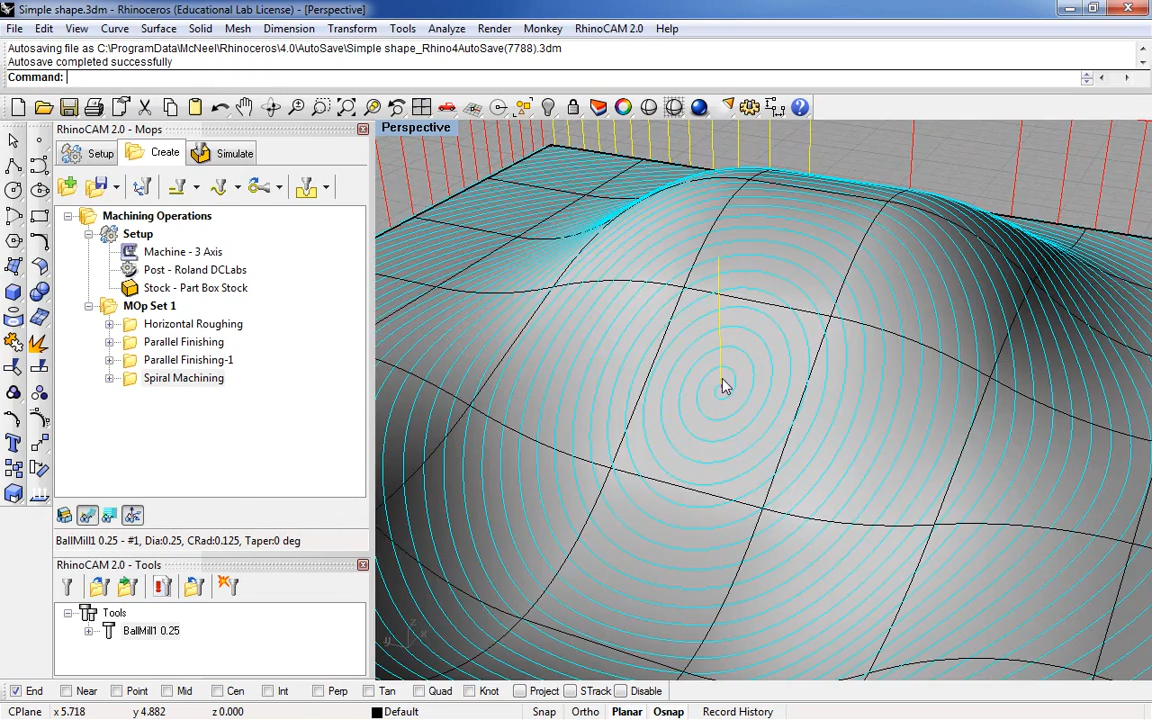 Simple shape.3dm - Rhinoceros (Educational Lab License) - [Perspective]
File Edit View Curve Surface Solid Mesh Dimension Transform Tools Analyze Render Monkey RhinoCAM 2.0 Help
Autosaving file as C:\ProgramData\McNeel\Rhinoceros\4.0\AutoSave\Simple shape_Rhino4AutoSave(7788).3dm
Autosave completed successfully
Command:
RhinoCAM 2.0 - Mops
Perspective
Setup Create Simulate
Machining Operations
Setup
Machine - 3 Axis
Post - Roland DCLabs
Stock - Part Box Stock
MOp Set 1
Horizontal Roughing
Parallel Finishing
Parallel Finishing-1
Spiral Machining
BallMill1 0.25 - #1, Dia:0.25, CRad:0.125, Taper:0 deg
RhinoCAM 2.0 - Tools
Tools
BallMill1 0.25
z
y x
End Near Point Mid Cen Int Perp Tan Quad Knot Project STrack Disable
CPlane x 5.718 y 4.882 z 0.000 Default Snap Ortho Planar Osnap Record History